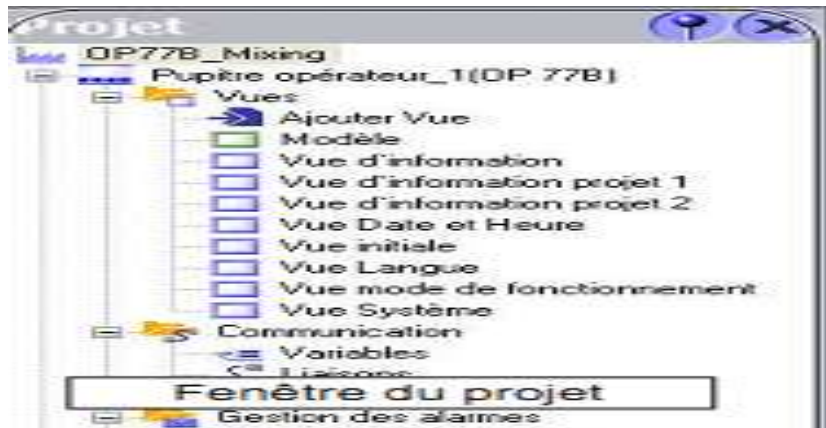 Projet
OP77B_Mixing
Pupitre opérateur_1(OP 77B)
Vues
Ajouter Vue
Modèle
Vue d'information
Vue d'information projet 1
Vue d'information projet 2
Vue Date et Heure
Vue initiale
Vue Langue
Vue mode de fonctionnement
Vue Système
Communication
Variables
Liaisons
Fenêtre du projet
Gestion des alarmes